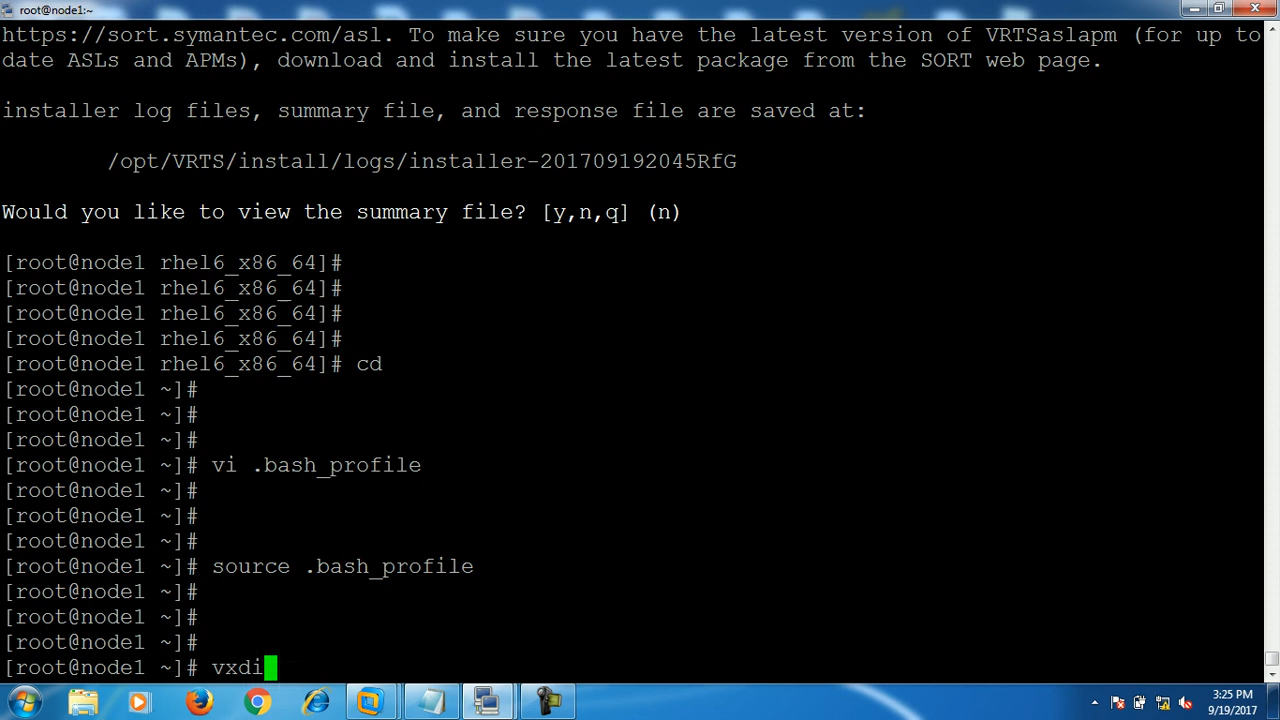 root@node1:~
https://sort.symantec.com/asl. To make sure you have the latest version of VRTSaslapm (for up to
date ASLs and APMs), download and install the latest package from the SORT web page.
installer log files, summary file, and response file are saved at:
/opt/VRTS/install/logs/installer-201709192045RfG
Would you like to view the summary file? [y,n,q] (n)
[root@node1 rhel6_x86_64]#
[root@node1 rhel6_x86_64]#
[root@node1 rhel6_x86_64]#
[root@node1 rhel6_x86_64]#
[root@node1 rhel6_x86_64]# cd
[root@node1 ~]#
[root@node1 ~]#
[root@node1 ~]#
[root@node1 ~]# vi .bash_profile
[root@node1 ~]#
[root@node1 ~]#
[root@node1 ~]#
[root@node1 ~]# source .bash_profile
[root@node1 ~]#
[root@node1 ~]#
[root@node1 ~]#
[root@node1 ~]# vxdi
3:25 PM
9/19/2017